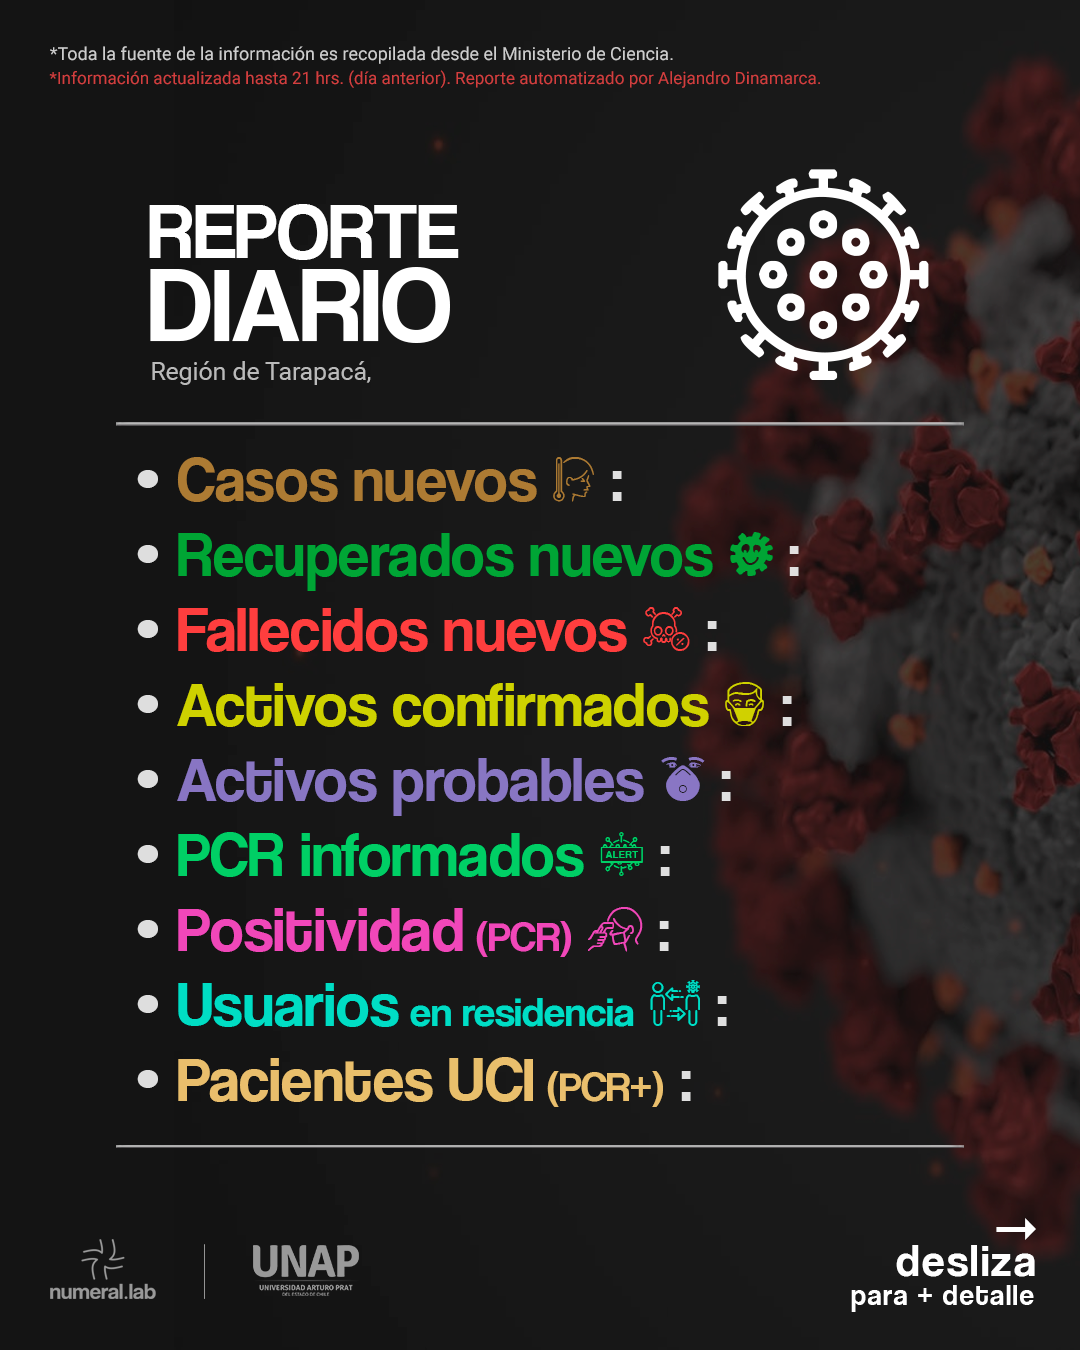 *Toda la fuente de la información es recopilada desde el Ministerio de Ciencia.
*Información actualizada hasta 21 hrs. (día anterior). Reporte automatizado por Alejandro Dinamarca.
REPORTE
DIARIO
Región de Tarapacá,
• Casos nuevos :
• Recuperados nuevos :
• Fallecidos nuevos :
• Activos confirmados :
• Activos probables :
• PCR informados ALERT :
• Positividad (PCR) :
• Usuarios en residencia :
• Pacientes UCI (PCR+) :
numeral.lab
UNAP
UNIVERSIDAD ARTURO PRAT
DEL ESTADO DE CHILE
→
desliza
para + detalle